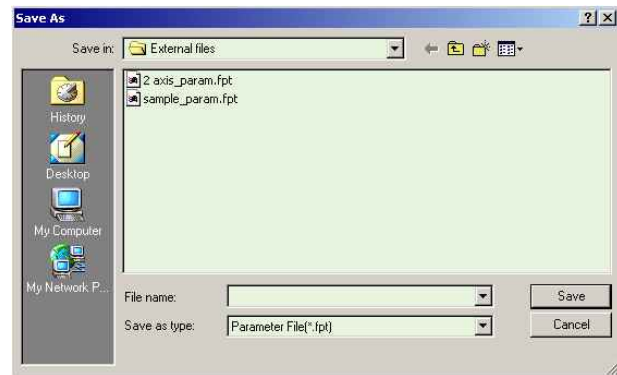 Save As
Save in: External files
2 axis_param.fpt
sample_param.fpt
History
Desktop
My Computer
My Network P...
File name:
Save
Save as type: Parameter File(*.fpt)
Cancel